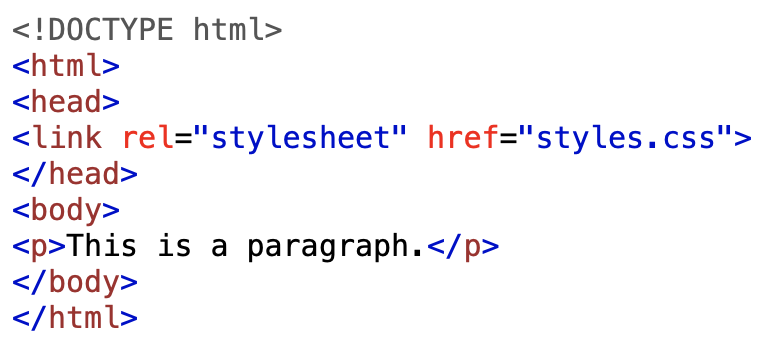 <!DOCTYPE html>
<html>
<head>
<link rel="stylesheet" href="styles.css">
</head>
<body>
<p>This is a paragraph.</p>
</body>
</html>